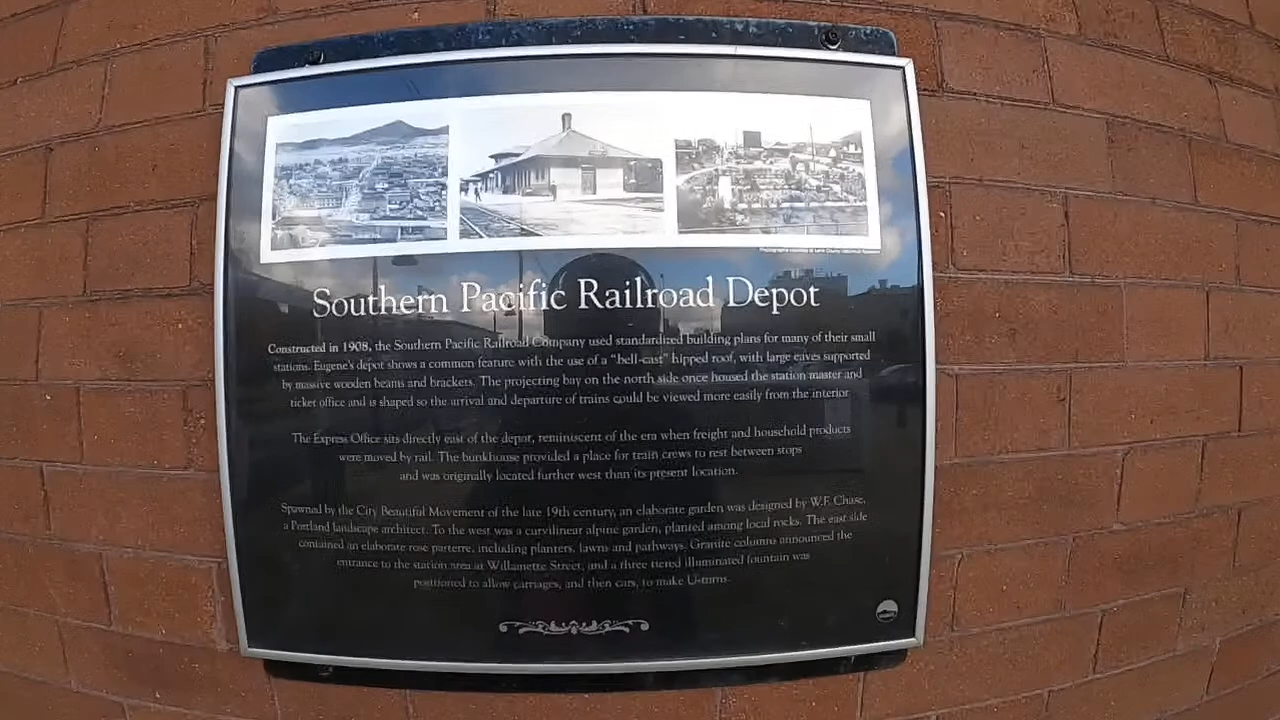 Photographs courtesy of Lane County Historical Museum
Southern Pacific Railroad Depot
Constructed in 1908, the Southern Pacific Railroad Company used standardized building plans for many of their small
stations. Eugene's depot shows a common feature with the use of a "bell-cast" hipped roof, with large eaves supported
by massive wooden beams and brackets. The projecting bay on the north side once housed the station master and
ticket office and is shaped so the arrival and departure of trains could be viewed more easily from the interior
The Express Office sits directly east of the depot, reminiscent of the era when freight and household products
were moved by rail. The bunkhouse provided a place for train crews to rest between stops
and was originally located further west than its present location.
Spawned by the City Beautiful Movement of the late 19th century, an elaborate garden was designed by W.F. Chase,
a Portland landscape architect. To the west was a curvilinear alpine garden, planted among local rocks. The east side
contained an elaborate rose parterre, including planters, lawns and pathways. Granite columns announced the
entrance to the station area at Willamette Street, and a three tiered illuminated fountain was
positioned to allow carriages, and then cars, to make U-turns.